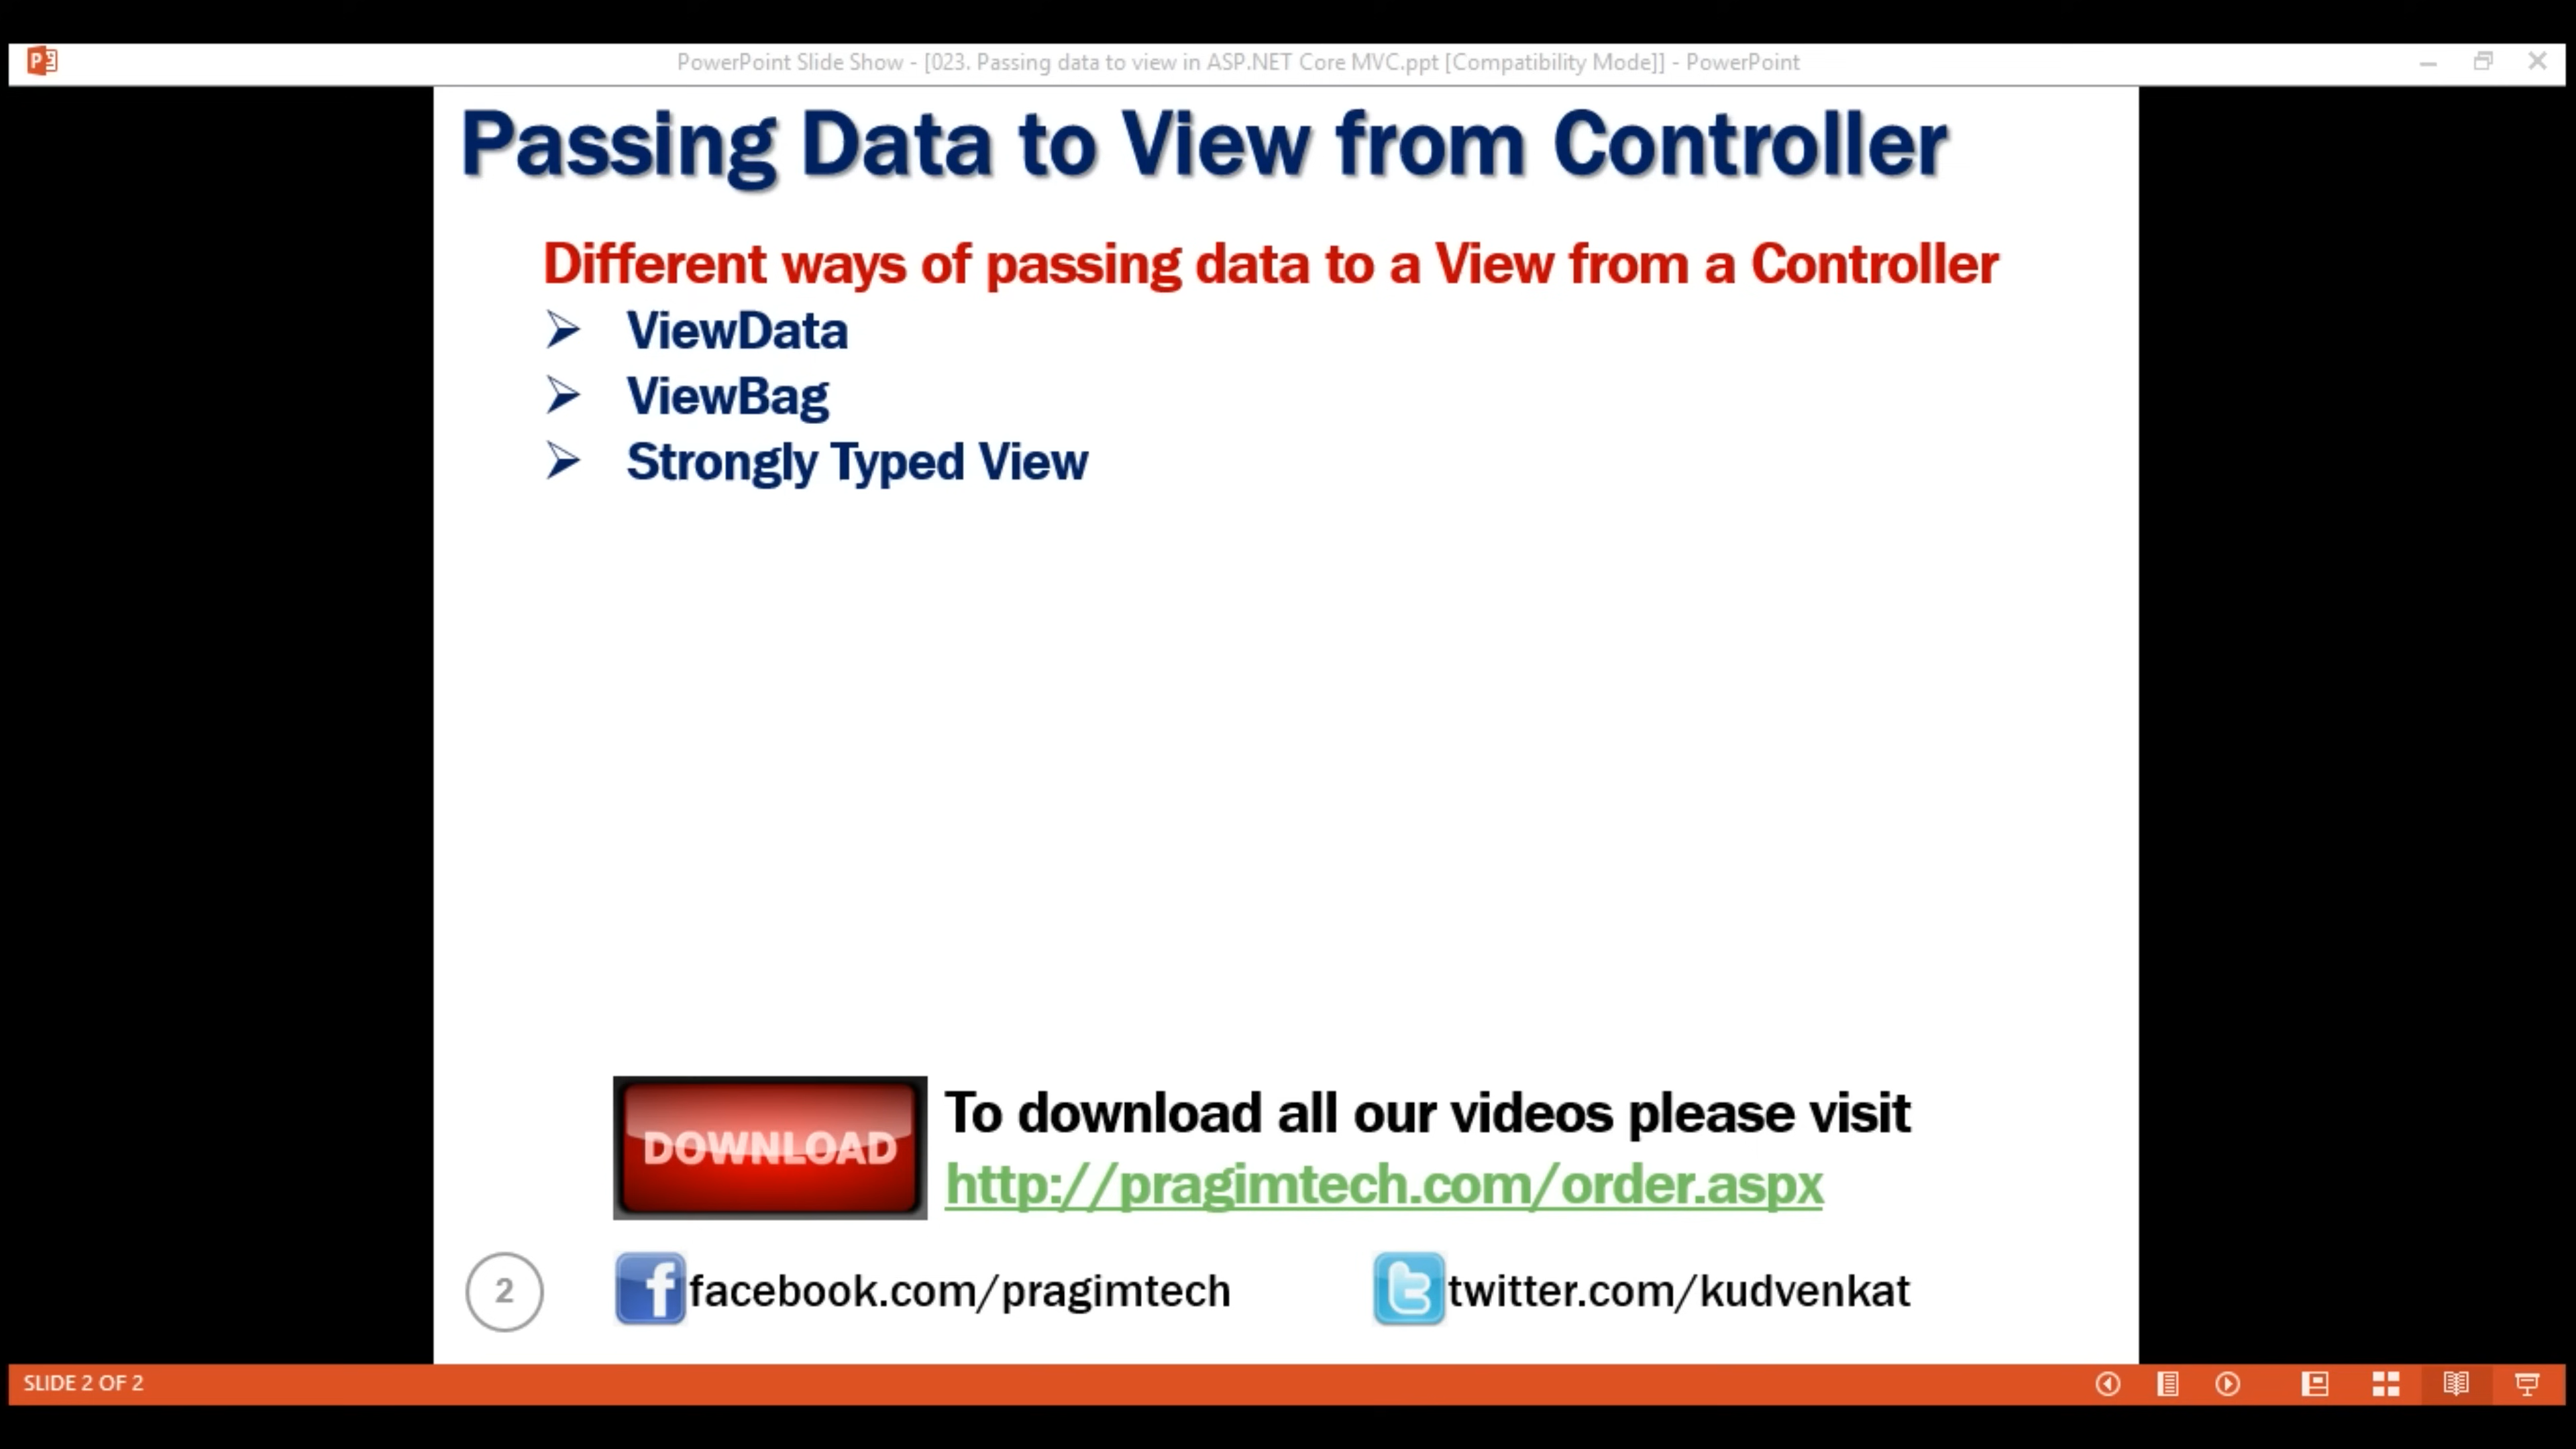 PowerPoint Slide Show - [023. Passing data to view in ASP.NET Core MVC.ppt [Compatibility Mode]] - PowerPoint
Passing Data to View from Controller
Different ways of passing data to a View from a Controller
ViewData
ViewBag
Strongly Typed View
DOWNLOAD
To download all our videos please visit
http://pragimtech.com/order.aspx
2
facebook.com/pragimtech
twitter.com/kudvenkat
SLIDE 2 OF 2